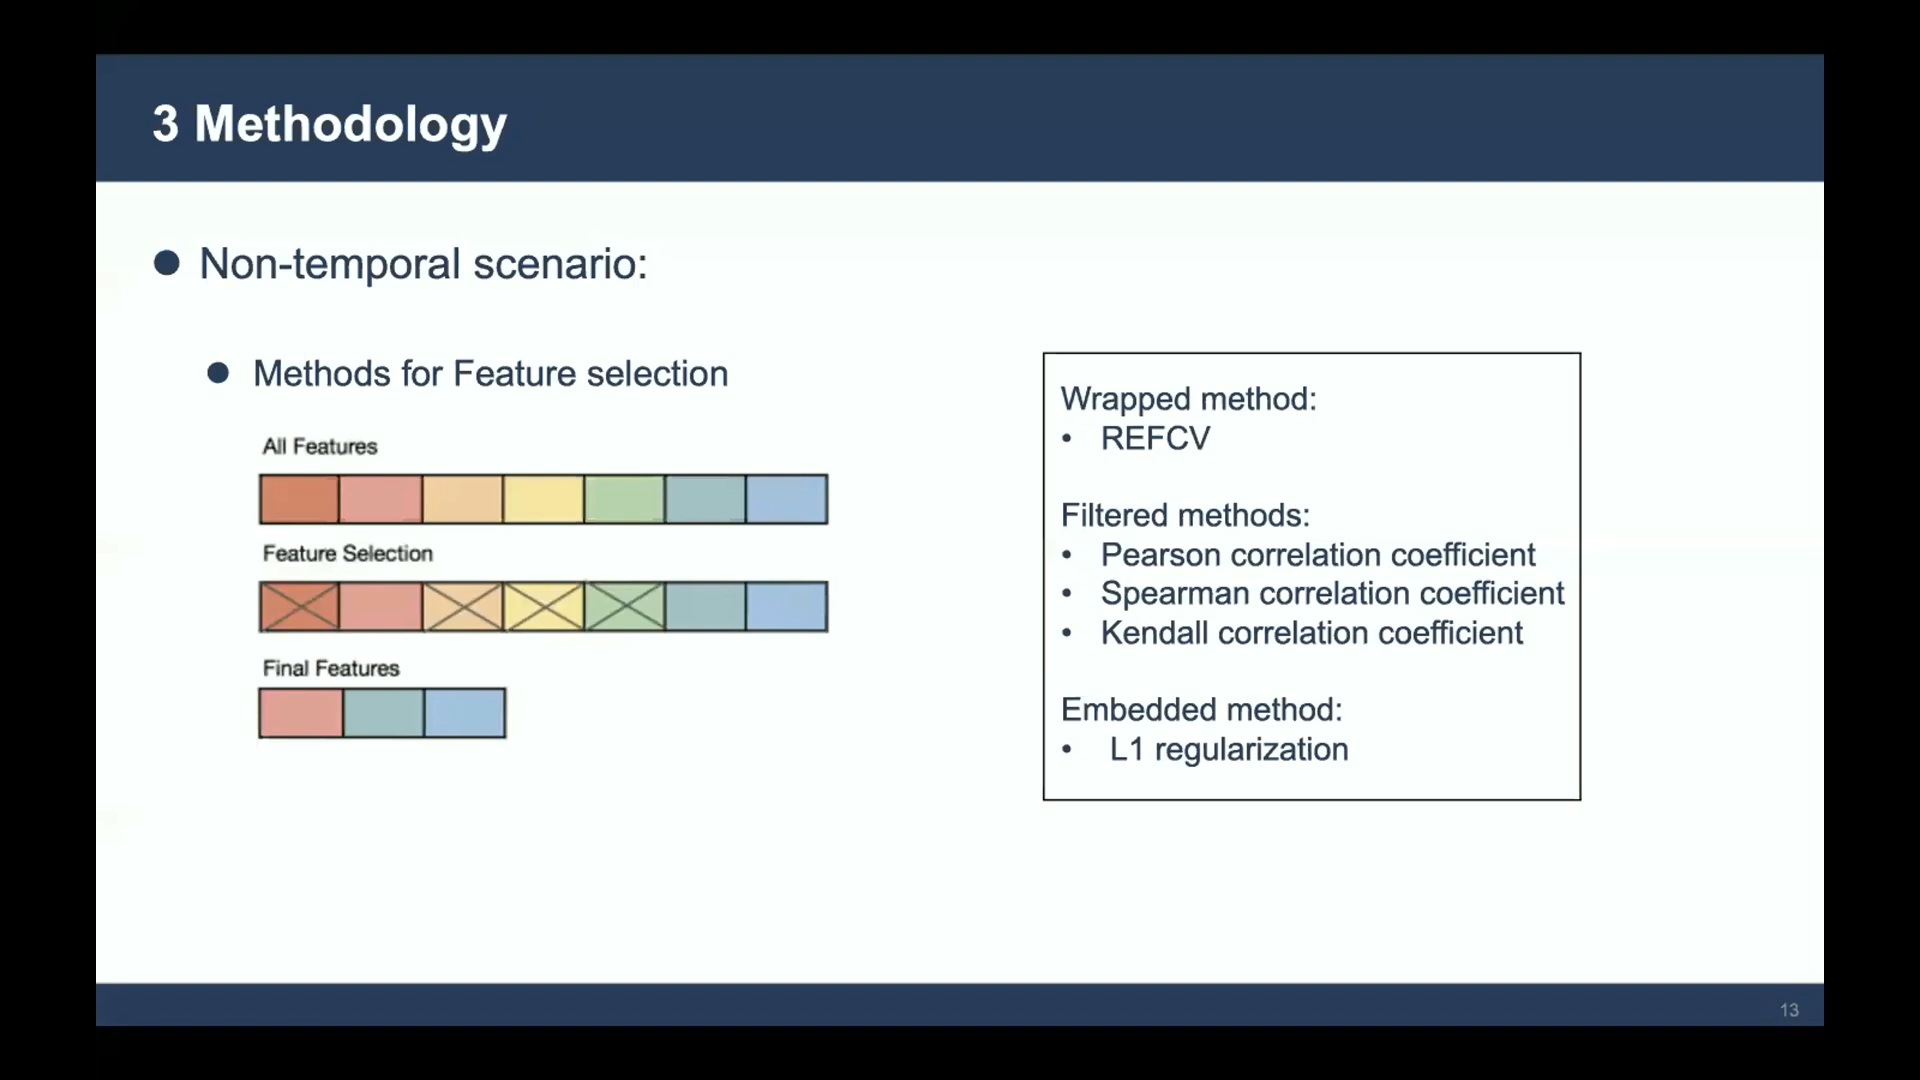 3 Methodology
Non-temporal scenario:
Methods for Feature selection
All Features
Feature Selection
Final Features
Wrapped method:
• REFCV
Filtered methods:
• Pearson correlation coefficient
• Spearman correlation coefficient
• Kendall correlation coefficient
Embedded method:
• L1 regularization
13